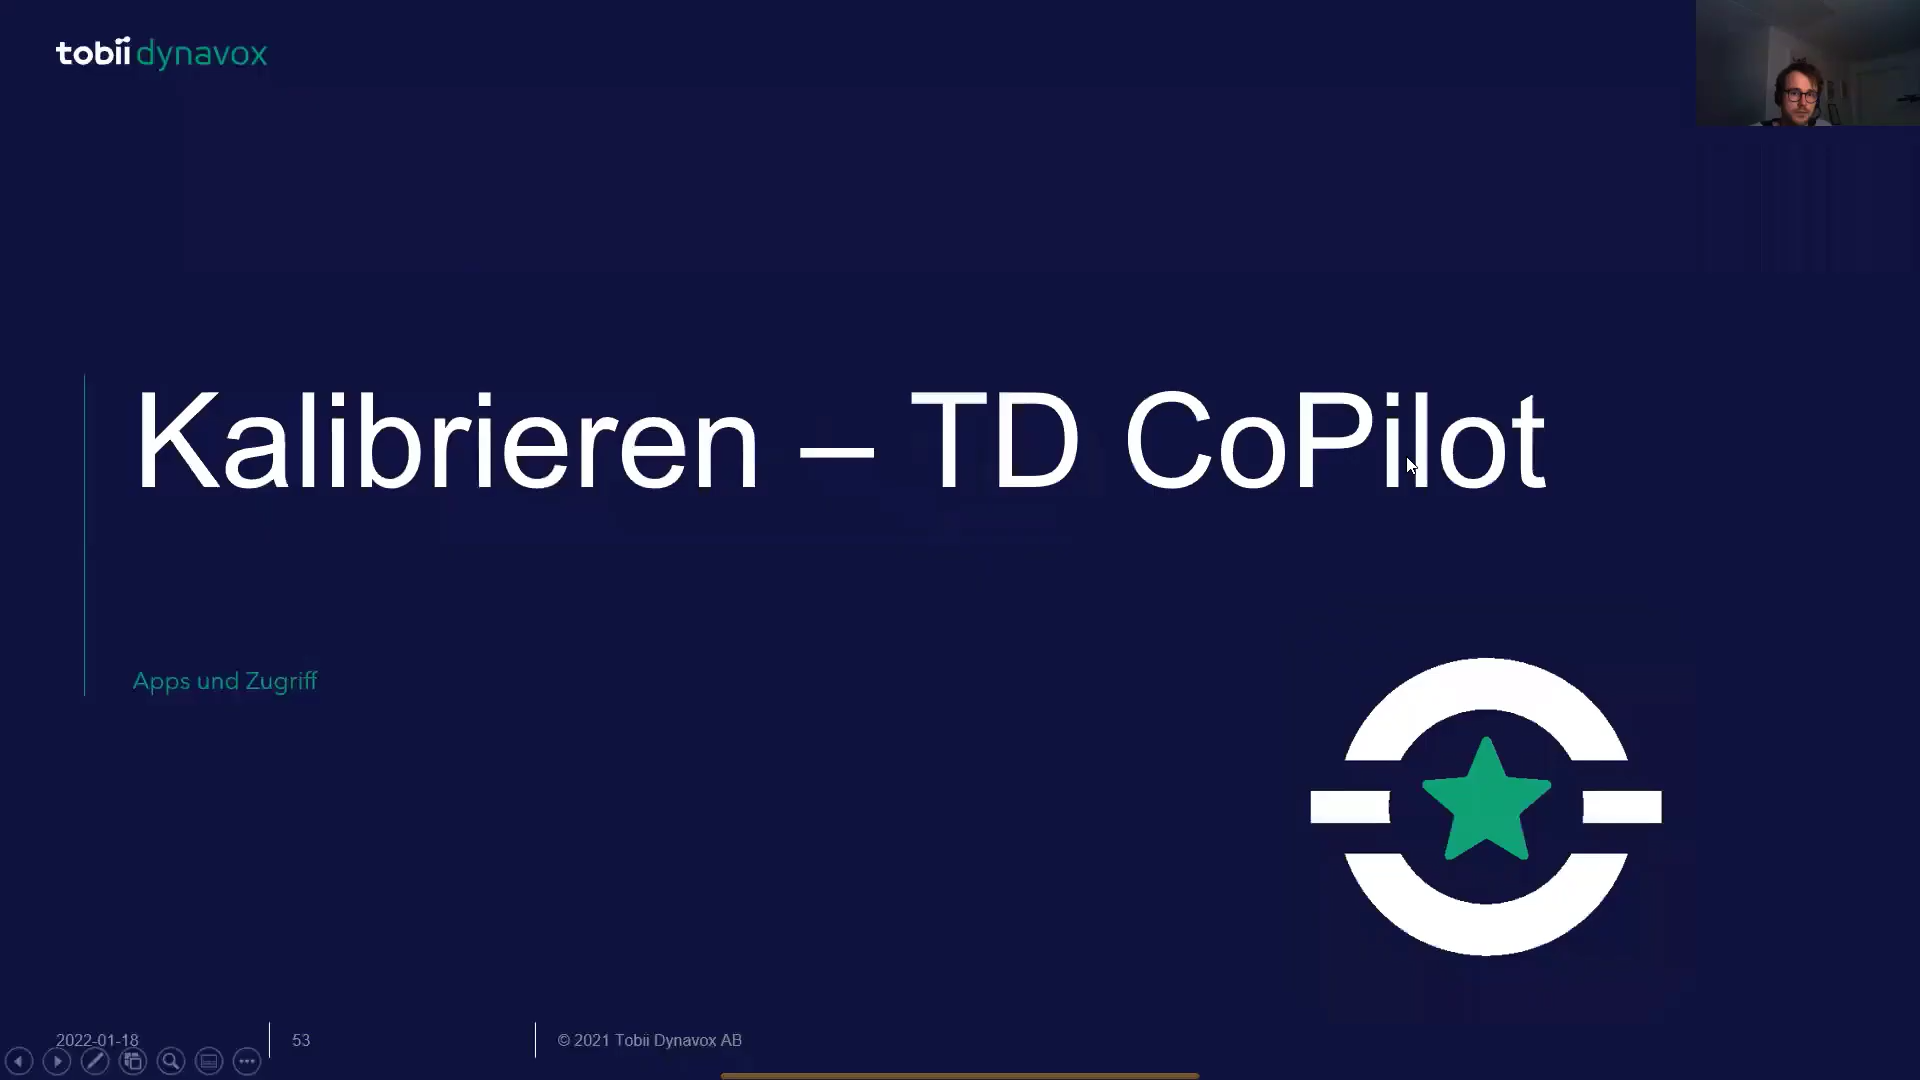 tobii dynavox
Kalibrieren – TD CoPilot
Apps und Zugriff
2022-01-18
53
© 2021 Tobii Dynavox AB